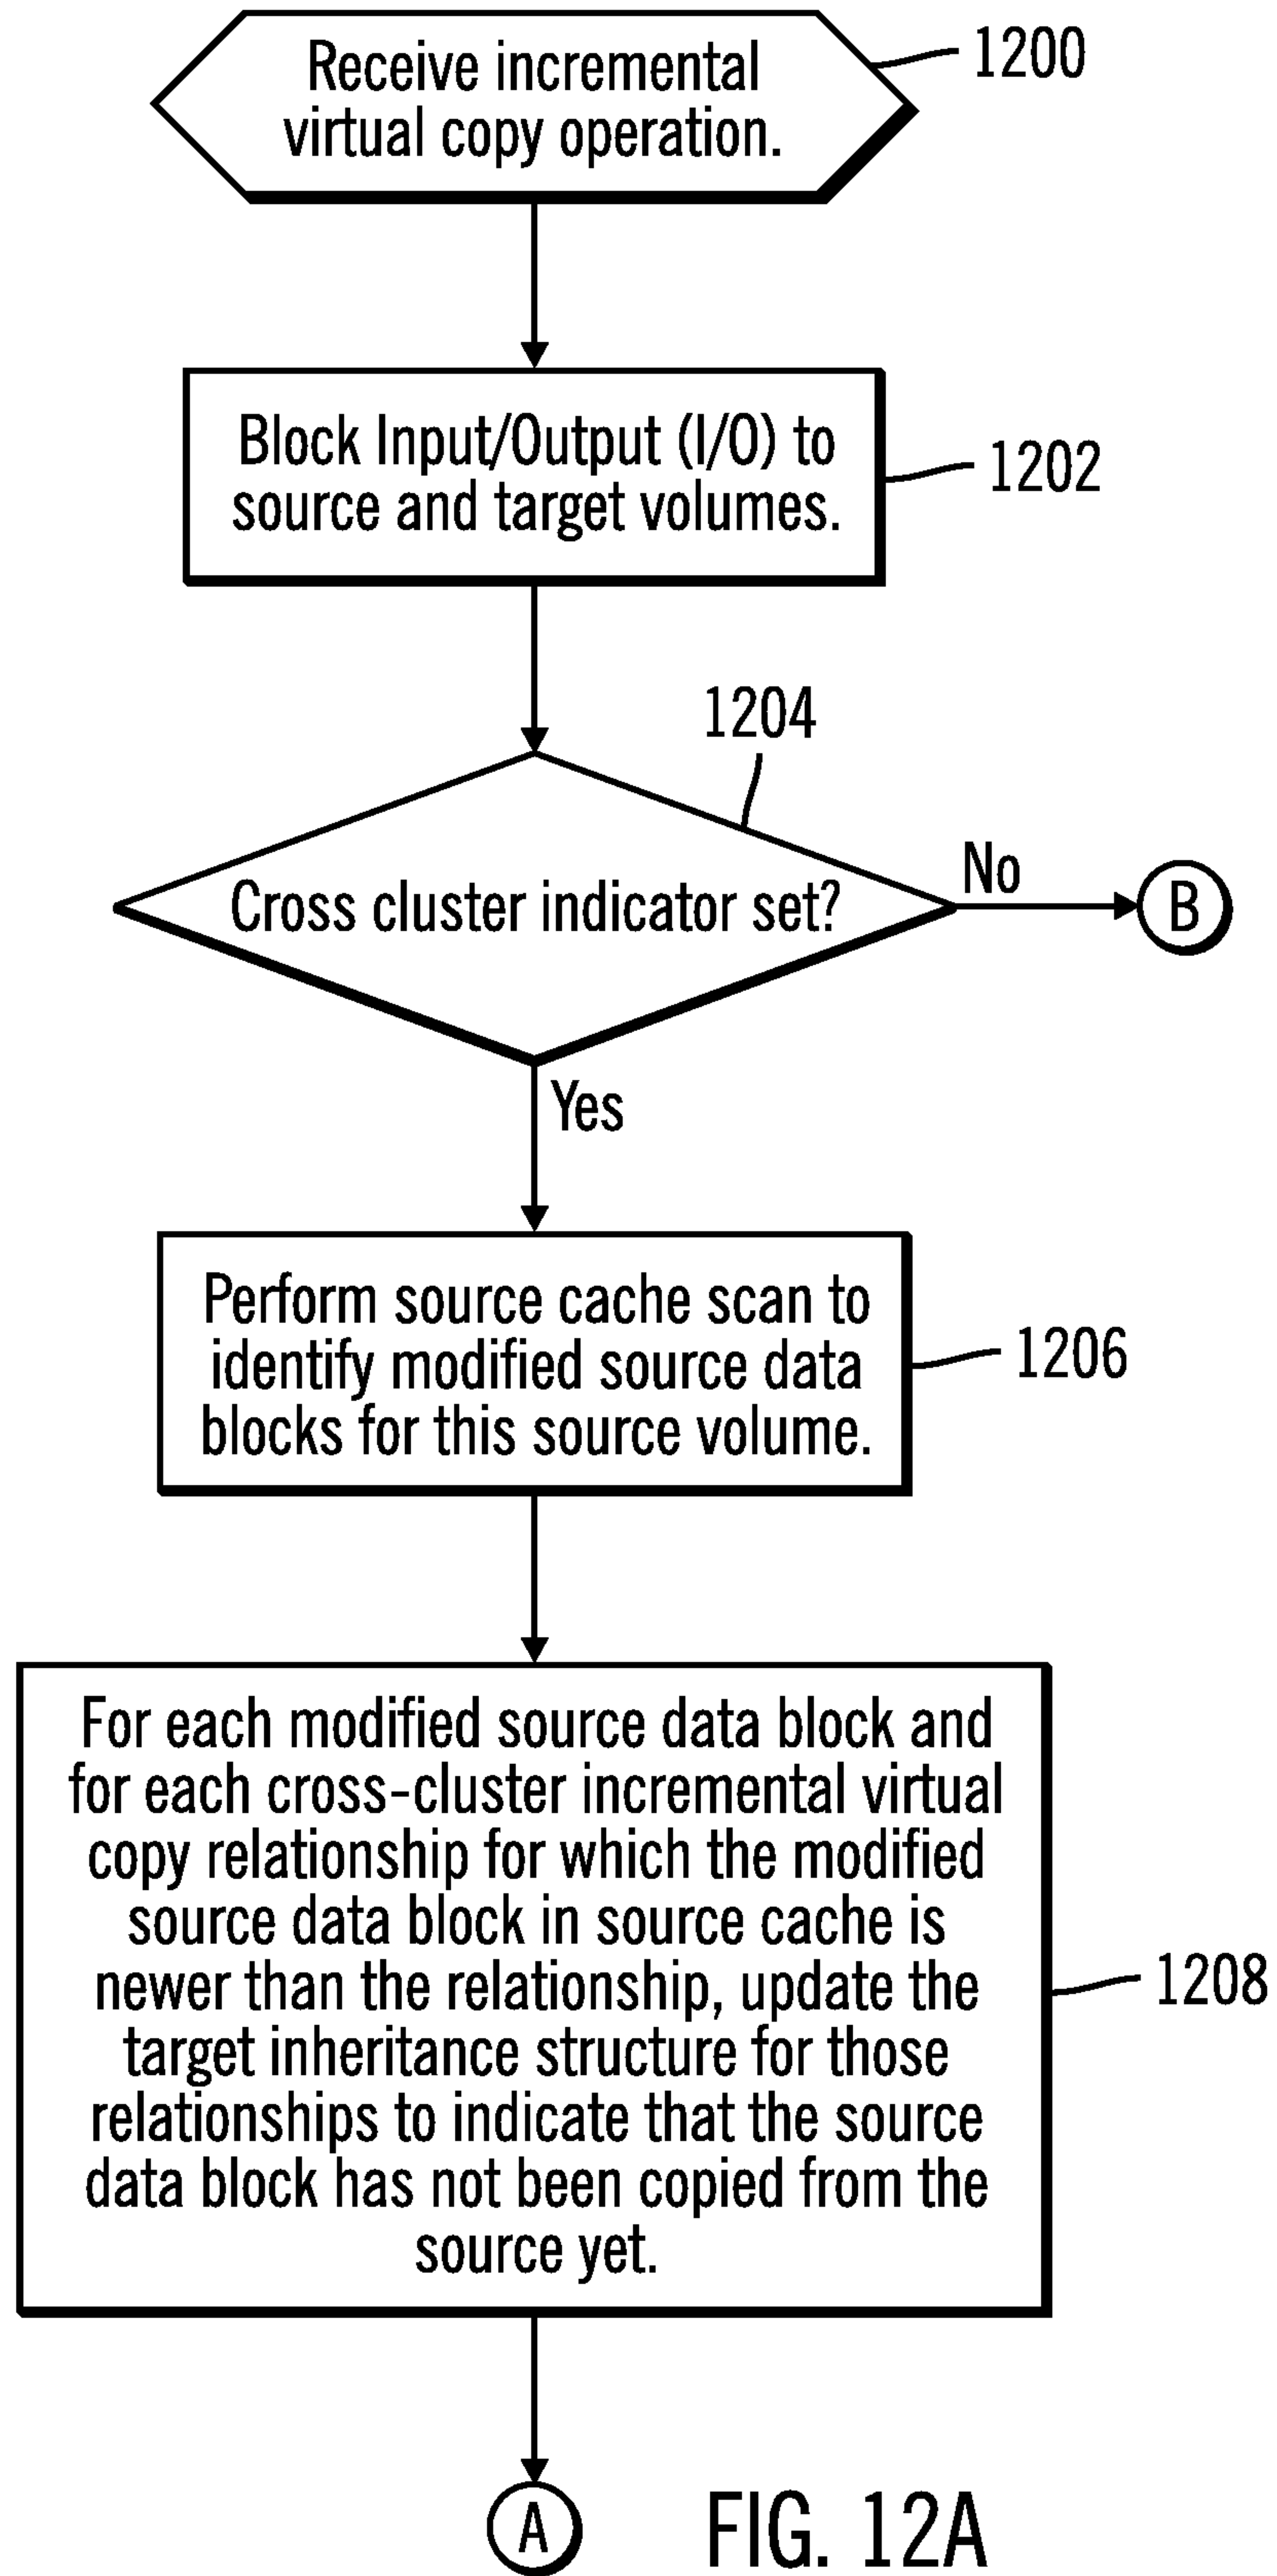 Receive incremental
virtual copy operation.
1200
Block Input/Output (I/O) to
source and target volumes.
1202
1204
Cross cluster indicator set?
No
B
Yes
Perform source cache scan to
identify modified source data
blocks for this source volume.
1206
For each modified source data block and
for each cross-cluster incremental virtual
copy relationship for which the modified
source data block in source cache is
newer than the relationship, update the
target inheritance structure for those
relationships to indicate that the source
data block has not been copied from the
source yet.
1208
A
FIG. 12A